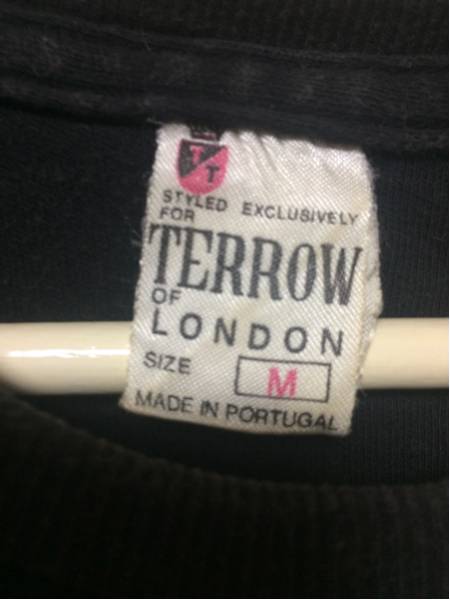 T T
STYLED EXCLUSIVELY
FOR
TERROW
OF
LONDON
SIZE M
MADE IN PORTUGAL